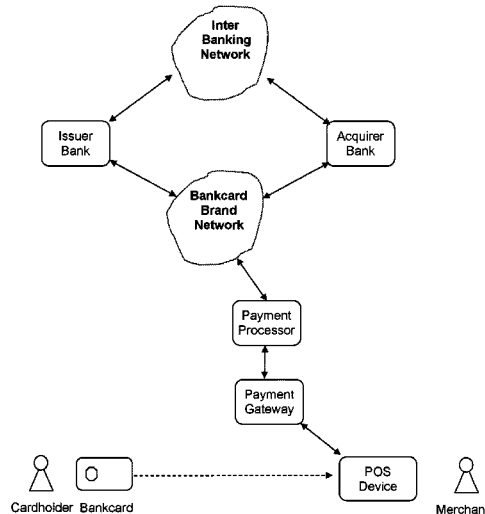 Inter
Banking
Network
Issuer
Bank
Acquirer
Bank
Bankcard
Brand
Network
Payment
Processor
Payment
Gateway
POS
Device
Cardholder Bankcard
Merchan